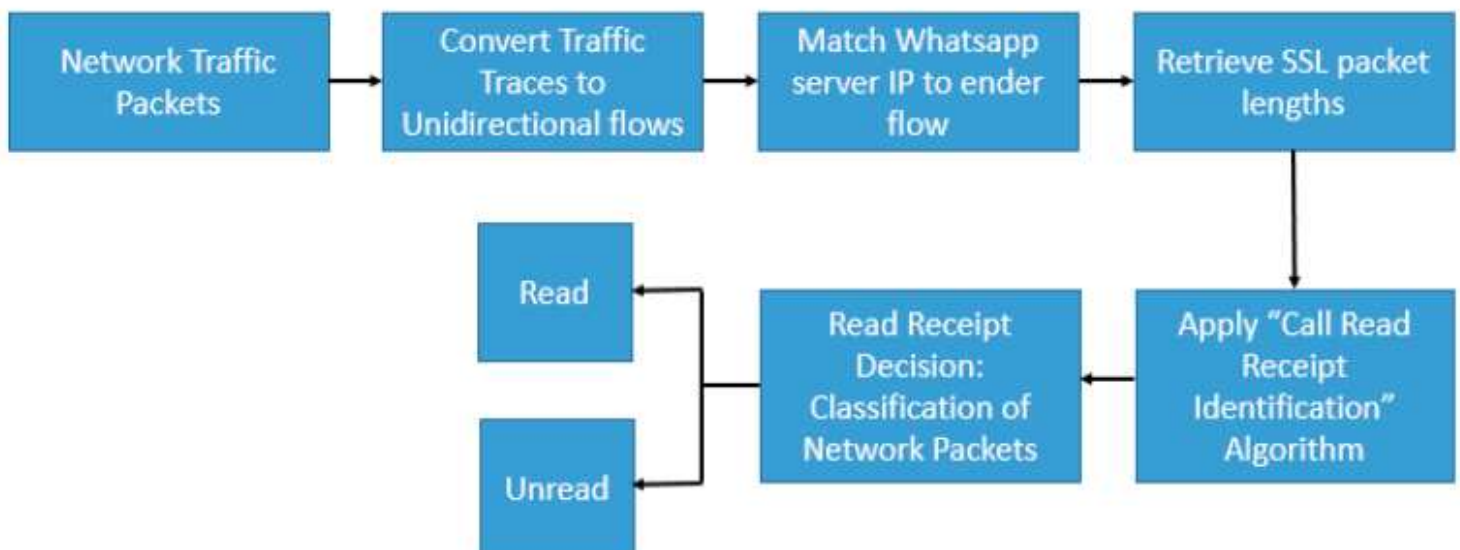 Network Traffic
Packets
Convert Traffic
Traces to
Unidirectional flows
Match Whatsapp
server IP to ender
flow
Retrieve SSL packet
lengths
Apply "Call Read
Receipt
Identification"
Algorithm
Read Receipt
Decision:
Classification of
Network Packets
Read
Unread